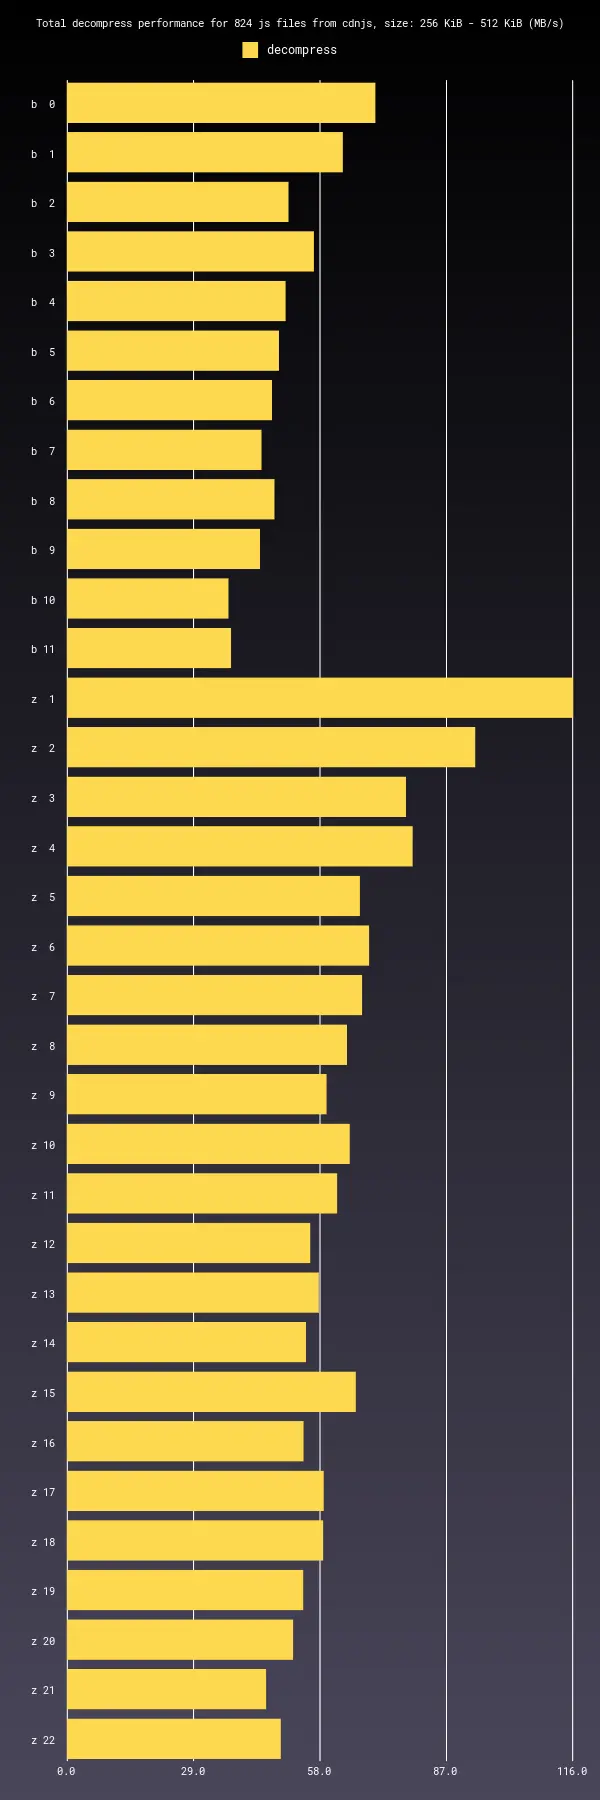 Total decompress performance for 824 js files from cdnjs, size: 256 KiB - 512 KiB (MB/s)
decompress
b 0
b 1
b 2
b 3
b 4
b 5
b 6
b 7
b 8
b 9
b 10
b 11
z 1
z 2
z 3
z 4
z 5
z 6
z 7
z 8
z 9
z 10
z 11
z 12
z 13
z 14
z 15
z 16
z 17
z 18
z 19
z 20
z 21
z 22
0.0 29.0 58.0 87.0 116.0